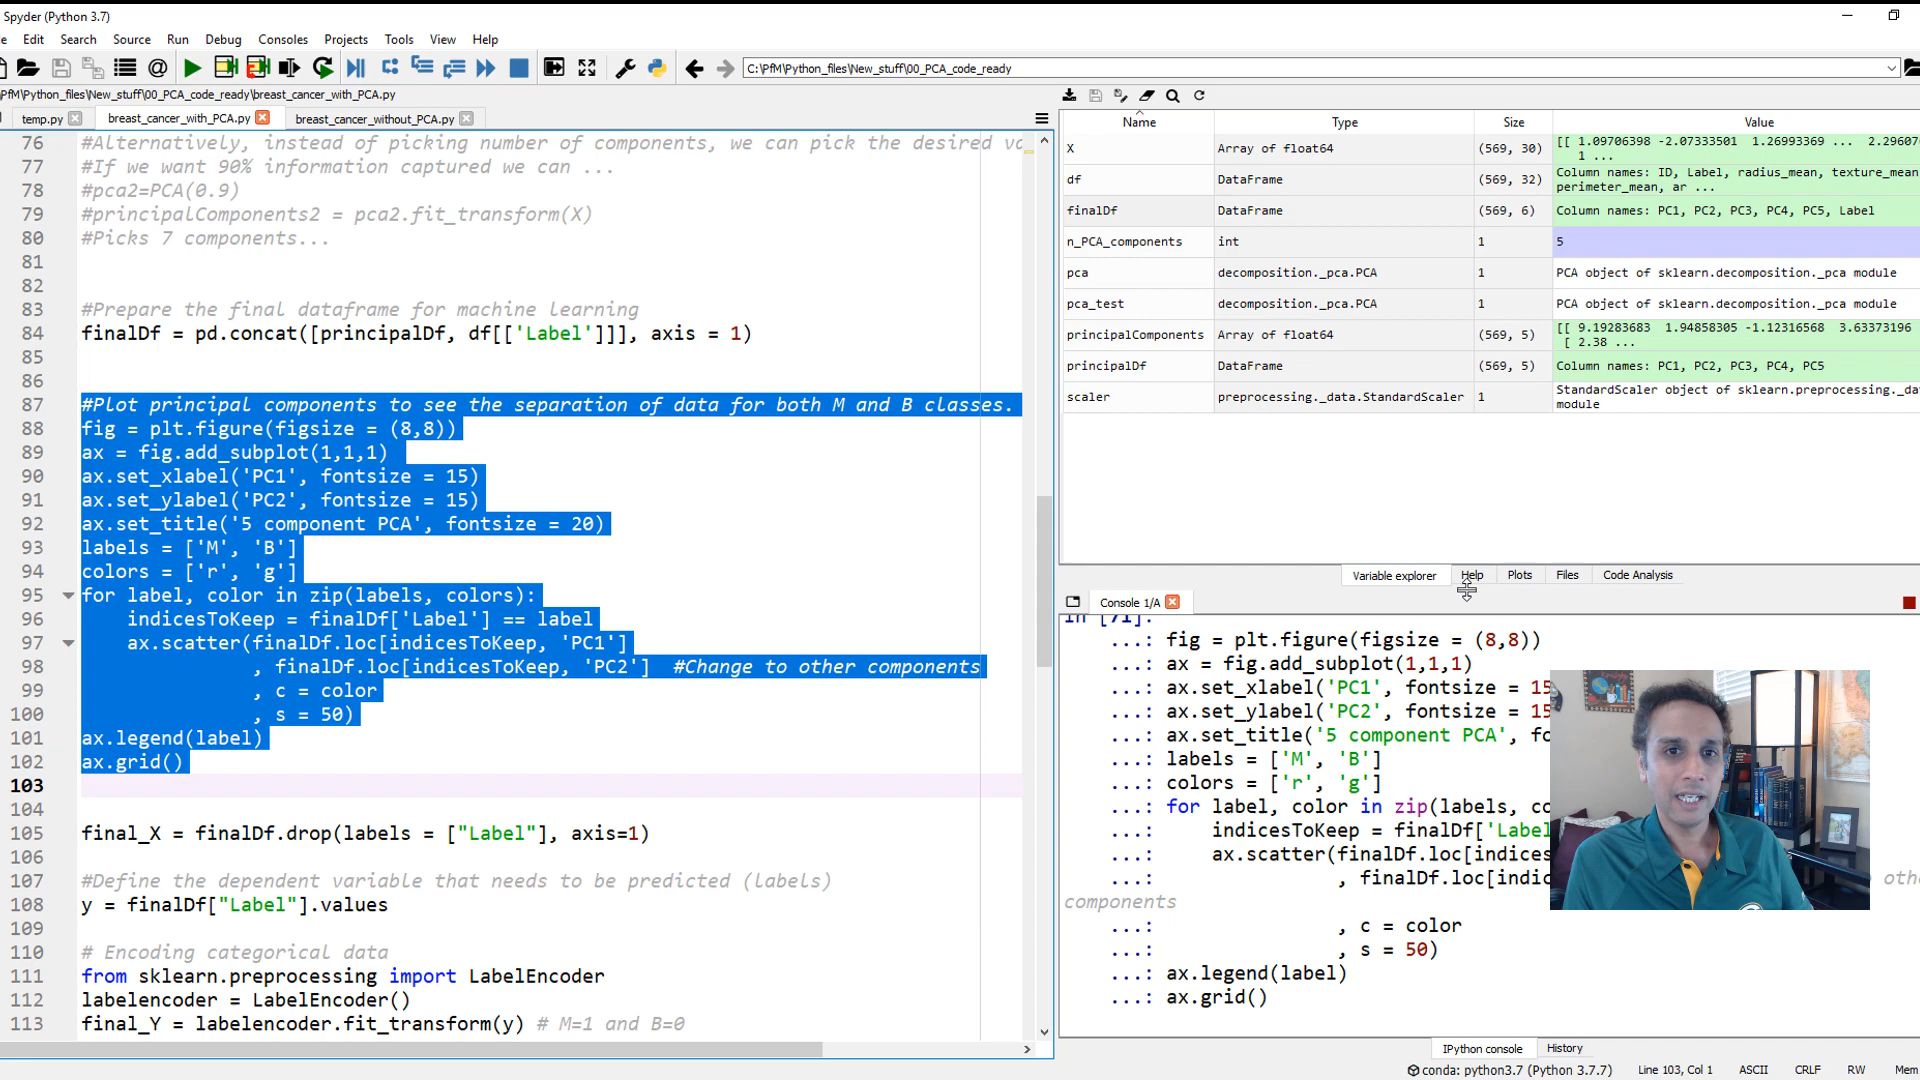 Spyder (Python 3.7)
Edit Search Source Run Debug Consoles Projects Tools View Help
C:\PfM\Python_files\New_stuff\00_PCA_code_ready
PfM\Python_files\New_stuff\00_PCA_code_ready\breast_cancer_with_PCA.py
temp.py breast_cancer_with_PCA.py breast_cancer_without_PCA.py
76 #Alternatively, instead of picking number of components, we can pick the desired va
77 #If we want 90% information captured we can ...
78 #pca2=PCA(0.9)
79 #principalComponents2 = pca2.fit_transform(X)
80 #Picks 7 components...
81
82
83 #Prepare the final dataframe for machine learning
84 finalDf = pd.concat([principalDf, df[['Label']]], axis = 1)
85
86
87 #Plot principal components to see the separation of data for both M and B classes.
88 fig = plt.figure(figsize = (8,8))
89 ax = fig.add_subplot(1,1,1)
90 ax.set_xlabel('PC1', fontsize = 15)
91 ax.set_ylabel('PC2', fontsize = 15)
92 ax.set_title('5 component PCA', fontsize = 20)
93 labels = ['M', 'B']
94 colors = ['r', 'g']
95 for label, color in zip(labels, colors):
96 indicesToKeep = finalDf['Label'] == label
97 ax.scatter(finalDf.loc[indicesToKeep, 'PC1']
98 , finalDf.loc[indicesToKeep, 'PC2'] #Change to other components
99 , c = color
100 , s = 50)
101 ax.legend(label)
102 ax.grid()
103
104
105 final_X = finalDf.drop(labels = ["Label"], axis=1)
106
107 #Define the dependent variable that needs to be predicted (labels)
108 y = finalDf["Label"].values
109
110 # Encoding categorical data
111 from sklearn.preprocessing import LabelEncoder
112 labelencoder = LabelEncoder()
113 final_Y = labelencoder.fit_transform(y) # M=1 and B=0
Name Type Size Value
X Array of float64 (569, 30) [[ 1.09706398 -2.07333501 1.26993369 ... 2.29607
1 ...
df DataFrame (569, 32) Column names: ID, Label, radius_mean, texture_mean
perimeter_mean, ar ...
finalDf DataFrame (569, 6) Column names: PC1, PC2, PC3, PC4, PC5, Label
n_PCA_components int 1 5
pca decomposition._pca.PCA 1 PCA object of sklearn.decomposition._pca module
pca_test decomposition._pca.PCA 1 PCA object of sklearn.decomposition._pca module
principalComponents Array of float64 (569, 5) [[ 9.19283683 1.94858305 -1.12316568 3.63373196
[ 2.38 ...
principalDf DataFrame (569, 5) Column names: PC1, PC2, PC3, PC4, PC5
scaler preprocessing._data.StandardScaler 1 StandardScaler object of sklearn.preprocessing._da
module
Variable explorer Help Plots Files Code Analysis
Console 1/A
In [71]:
...: fig = plt.figure(figsize = (8,8))
...: ax = fig.add_subplot(1,1,1)
...: ax.set_xlabel('PC1', fontsize = 15
...: ax.set_ylabel('PC2', fontsize = 15
...: ax.set_title('5 component PCA', fo
...: labels = ['M', 'B']
...: colors = ['r', 'g']
...: for label, color in zip(labels, co
...: indicesToKeep = finalDf['Label
...: ax.scatter(finalDf.loc[indices
...: , finalDf.loc[indic othe
components
...: , c = color
...: , s = 50)
...: ax.legend(label)
...: ax.grid()
IPython console History
conda: python3.7 (Python 3.7.7) Line 103, Col 1 ASCII CRLF RW Mem